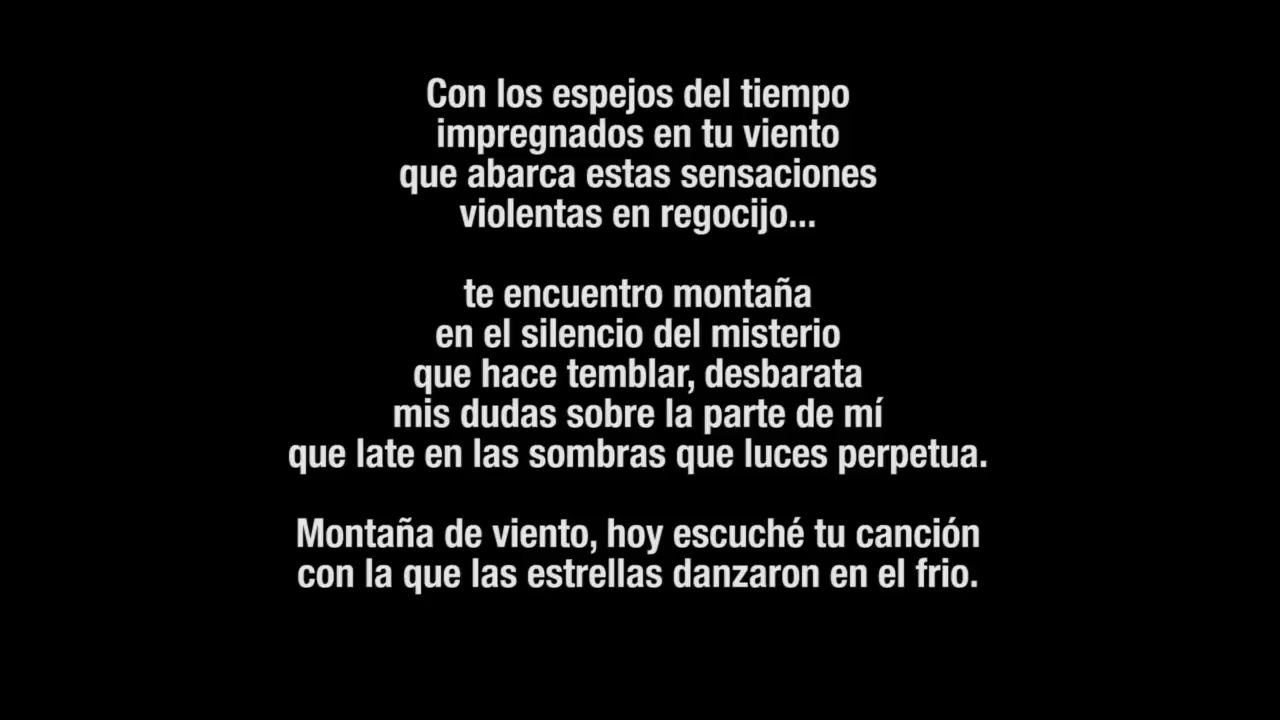 Con los espejos del tiempo
impregnados en tu viento
que abarca estas sensaciones
violentas en regocijo...
te encuentro montaña
en el silencio del misterio
que hace temblar, desbarata
mis dudas sobre la parte de mí
que late en las sombras que luces perpetua.
Montaña de viento, hoy escuché tu canción
con la que las estrellas danzaron en el frio.